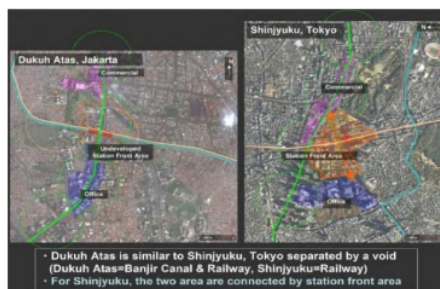 Dukuh Atas, Jakarta
Commercial
Undeveloped
Station Front Area
Office
Shinjyuku, Tokyo
N
Commercial
Station Front Area
Office
・Dukuh Atas is similar to Shinjyuku, Tokyo separated by a void
(Dukuh Atas=Banjir Canal & Railway, Shinjyuku=Railway)
・For Shinjyuku, the two area are connected by station front area